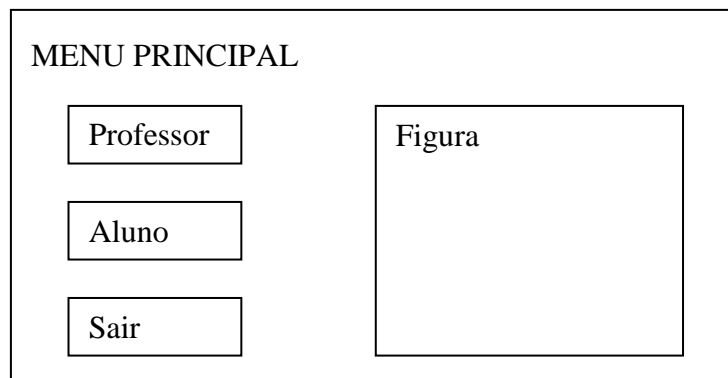 MENU PRINCIPAL
Professor
Figura
Aluno
Sair